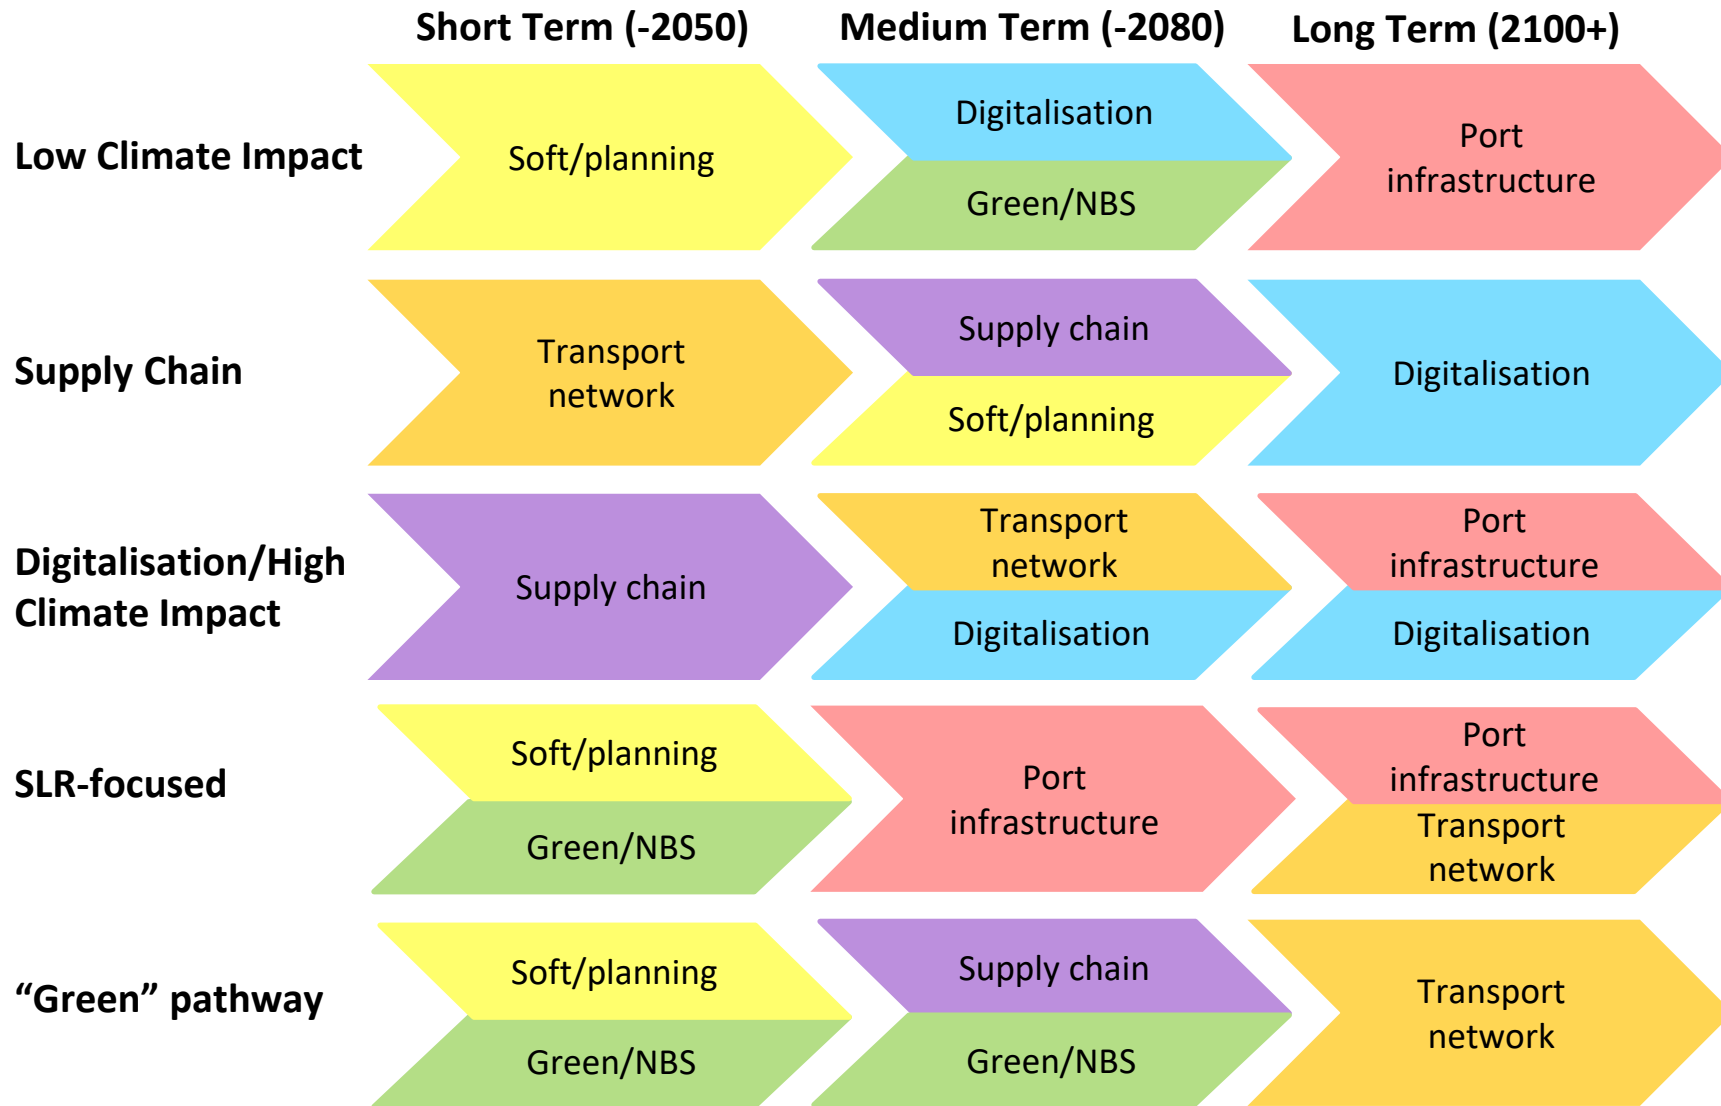 Short Term (-2050)
Medium Term (-2080)
Long Term (2100+)
Low Climate Impact
Soft/planning
Digitalisation
Green/NBS
Port
infrastructure
Supply Chain
Transport
network
Supply chain
Soft/planning
Digitalisation
Digitalisation/High
Climate Impact
Supply chain
Transport
network
Digitalisation
Port
infrastructure
Digitalisation
SLR-focused
Soft/planning
Green/NBS
Port
infrastructure
Port
infrastructure
Transport
network
“Green” pathway
Soft/planning
Green/NBS
Supply chain
Green/NBS
Transport
network